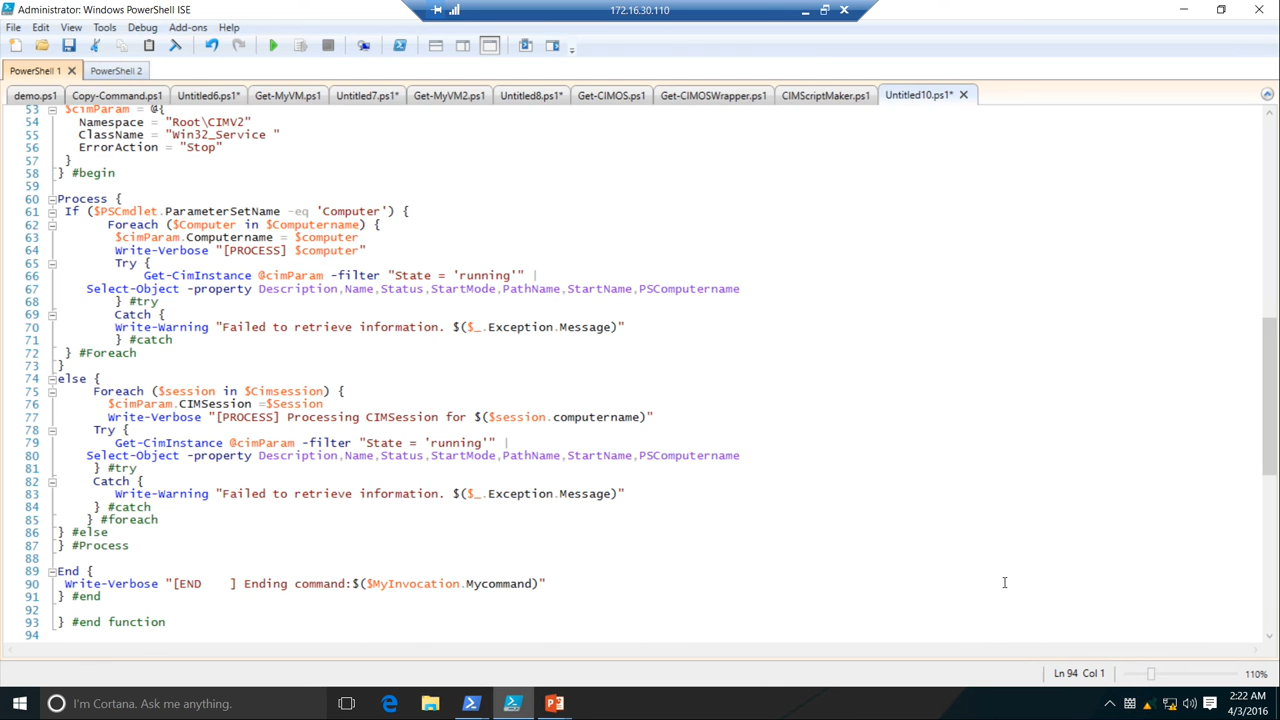 Administrator: Windows PowerShell ISE
172.16.30.110
File Edit View Tools Debug Add-ons Help
PowerShell 1 PowerShell 2
demo.ps1 Copy-Command.ps1 Untitled6.ps1* Get-MyVM.ps1 Untitled7.ps1* Get-MyVM2.ps1 Untitled8.ps1* Get-CIMOS.ps1 Get-CIMOSWrapper.ps1 CIMScriptMaker.ps1 Untitled10.ps1*
53 $cimParam = @{
54 Namespace = "Root\CIMV2"
55 ClassName = "Win32_Service "
56 ErrorAction = "Stop"
57 }
58 } #begin
59
60 Process {
61 If ($PSCmdlet.ParameterSetName -eq 'Computer') {
62 Foreach ($Computer in $Computername) {
63 $cimParam.Computername = $computer
64 Write-Verbose "[PROCESS] $computer"
65 Try {
66 Get-CimInstance @cimParam -filter "State = 'running'" |
67 Select-Object -property Description,Name,Status,StartMode,PathName,StartName,PSComputername
68 } #try
69 Catch {
70 Write-Warning "Failed to retrieve information. $($_.Exception.Message)"
71 } #catch
72 } #Foreach
73 }
74 else {
75 Foreach ($session in $Cimsession) {
76 $cimParam.CIMSession =$Session
77 Write-Verbose "[PROCESS] Processing CIMSession for $($session.computername)"
78 Try {
79 Get-CimInstance @cimParam -filter "State = 'running'" |
80 Select-Object -property Description,Name,Status,StartMode,PathName,StartName,PSComputername
81 } #try
82 Catch {
83 Write-Warning "Failed to retrieve information. $($_.Exception.Message)"
84 } #catch
85 } #foreach
86 } #else
87 } #Process
88
89 End {
90 Write-Verbose "[END    ] Ending command:$($MyInvocation.Mycommand)"
91 } #end
92
93 } #end function
94
Ln 94 Col 1 110%
I'm Cortana. Ask me anything.
2:22 AM
4/3/2016